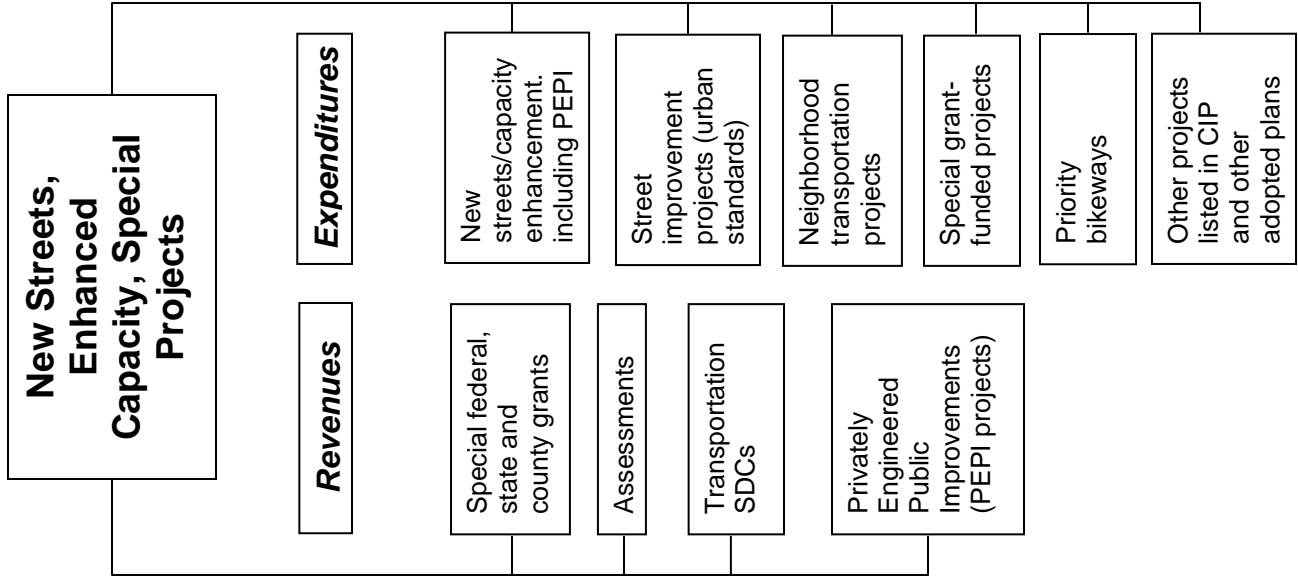 New Streets,
Enhanced
Capacity, Special
Projects
Revenues
Special federal,
state and
county grants
Assessments
Transportation
SDCs
Privately
Engineered
Public
Improvements
(PEPI projects)
Expenditures
New
streets/capacity
enhancement.
including PEPI
Street
improvement
projects (urban
standards)
Neighborhood
transportation
projects
Special grant-
funded projects
Priority
bikeways
Other projects
listed in CIP
and other
adopted plans